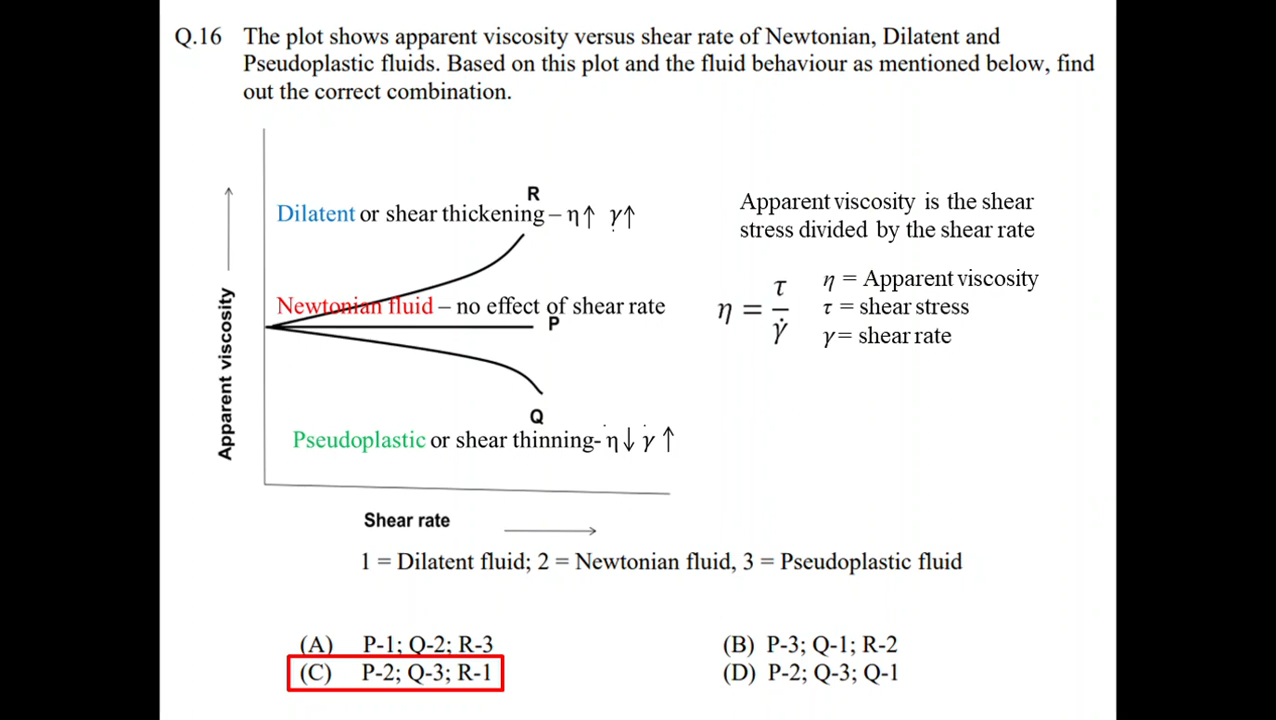 Q.16 The plot shows apparent viscosity versus shear rate of Newtonian, Dilatent and
Pseudoplastic fluids. Based on this plot and the fluid behaviour as mentioned below, find
out the correct combination.
R
Dilatent or shear thickening – η↑ γ̇↑
Newtonian fluid – no effect of shear rate
P
Q
Pseudoplastic or shear thinning- η↓ γ̇ ↑
Apparent viscosity
Shear rate
Apparent viscosity is the shear
stress divided by the shear rate
η = τ / γ̇
η = Apparent viscosity
τ = shear stress
γ= shear rate
1 = Dilatent fluid; 2 = Newtonian fluid, 3 = Pseudoplastic fluid
(A) P-1; Q-2; R-3
(B) P-3; Q-1; R-2
(C) P-2; Q-3; R-1
(D) P-2; Q-3; Q-1